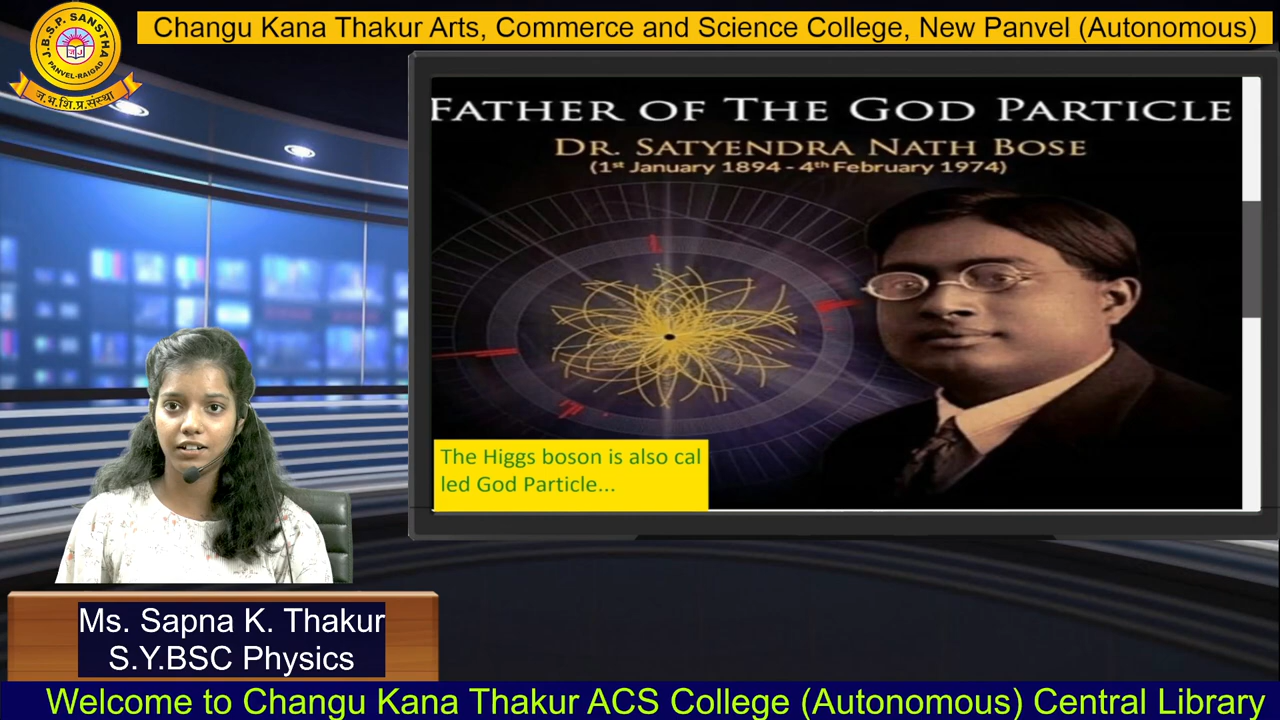 J.B.S.P. SANSTHA
PANVEL-RAIGAD
ज.भ.शि.प्र.संस्था
Changu Kana Thakur Arts, Commerce and Science College, New Panvel (Autonomous)
FATHER OF THE GOD PARTICLE
DR. SATYENDRA NATH BOSE
(1st January 1894 - 4th February 1974)
The Higgs boson is also cal
led God Particle...
Ms. Sapna K. Thakur
S.Y.BSC Physics
Welcome to Changu Kana Thakur ACS College (Autonomous) Central Library